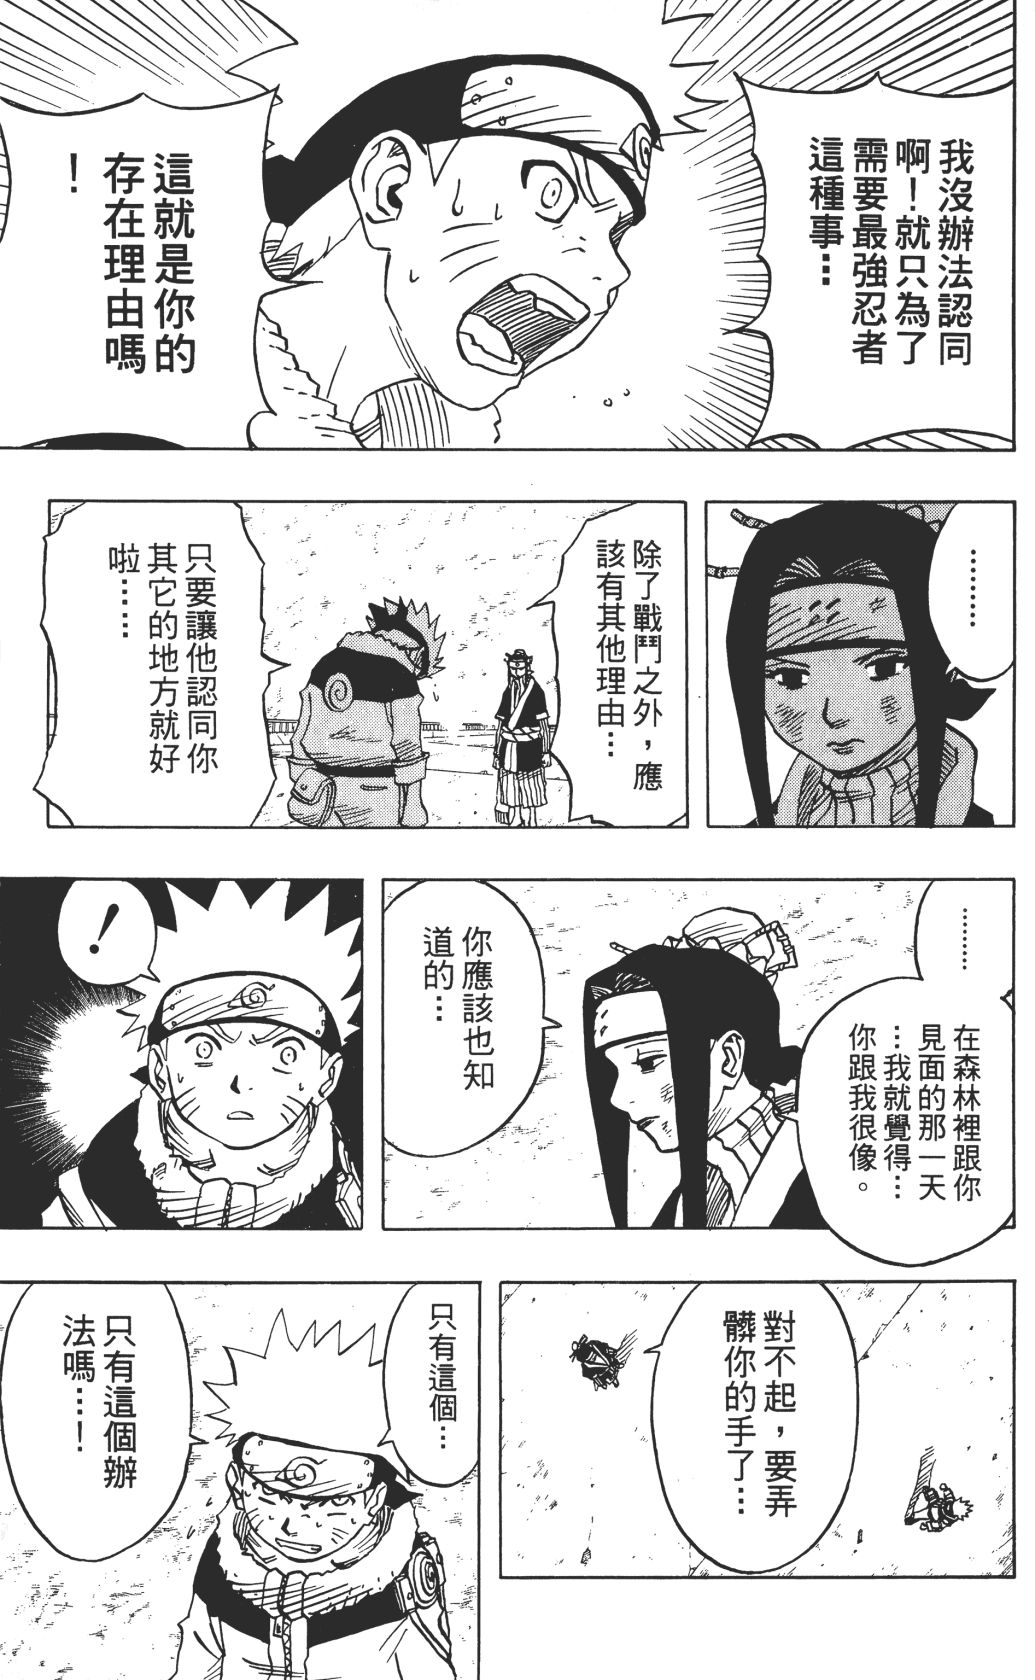 我沒辦法認同
啊！就只為了
需要最強忍者
這種事…
這就是你的
存在理由嗎
！
………
除了戰鬥之外，應
該有其他理由…
只要讓他認同你
其它的地方就好
啦……
………
在森林裡跟你
見面的那一天
…我就覺得…
你跟我很像。
你應該也知
道的…
！
對不起，要弄
髒你的手了…
只有這個…
只有這個辦
法嗎…！